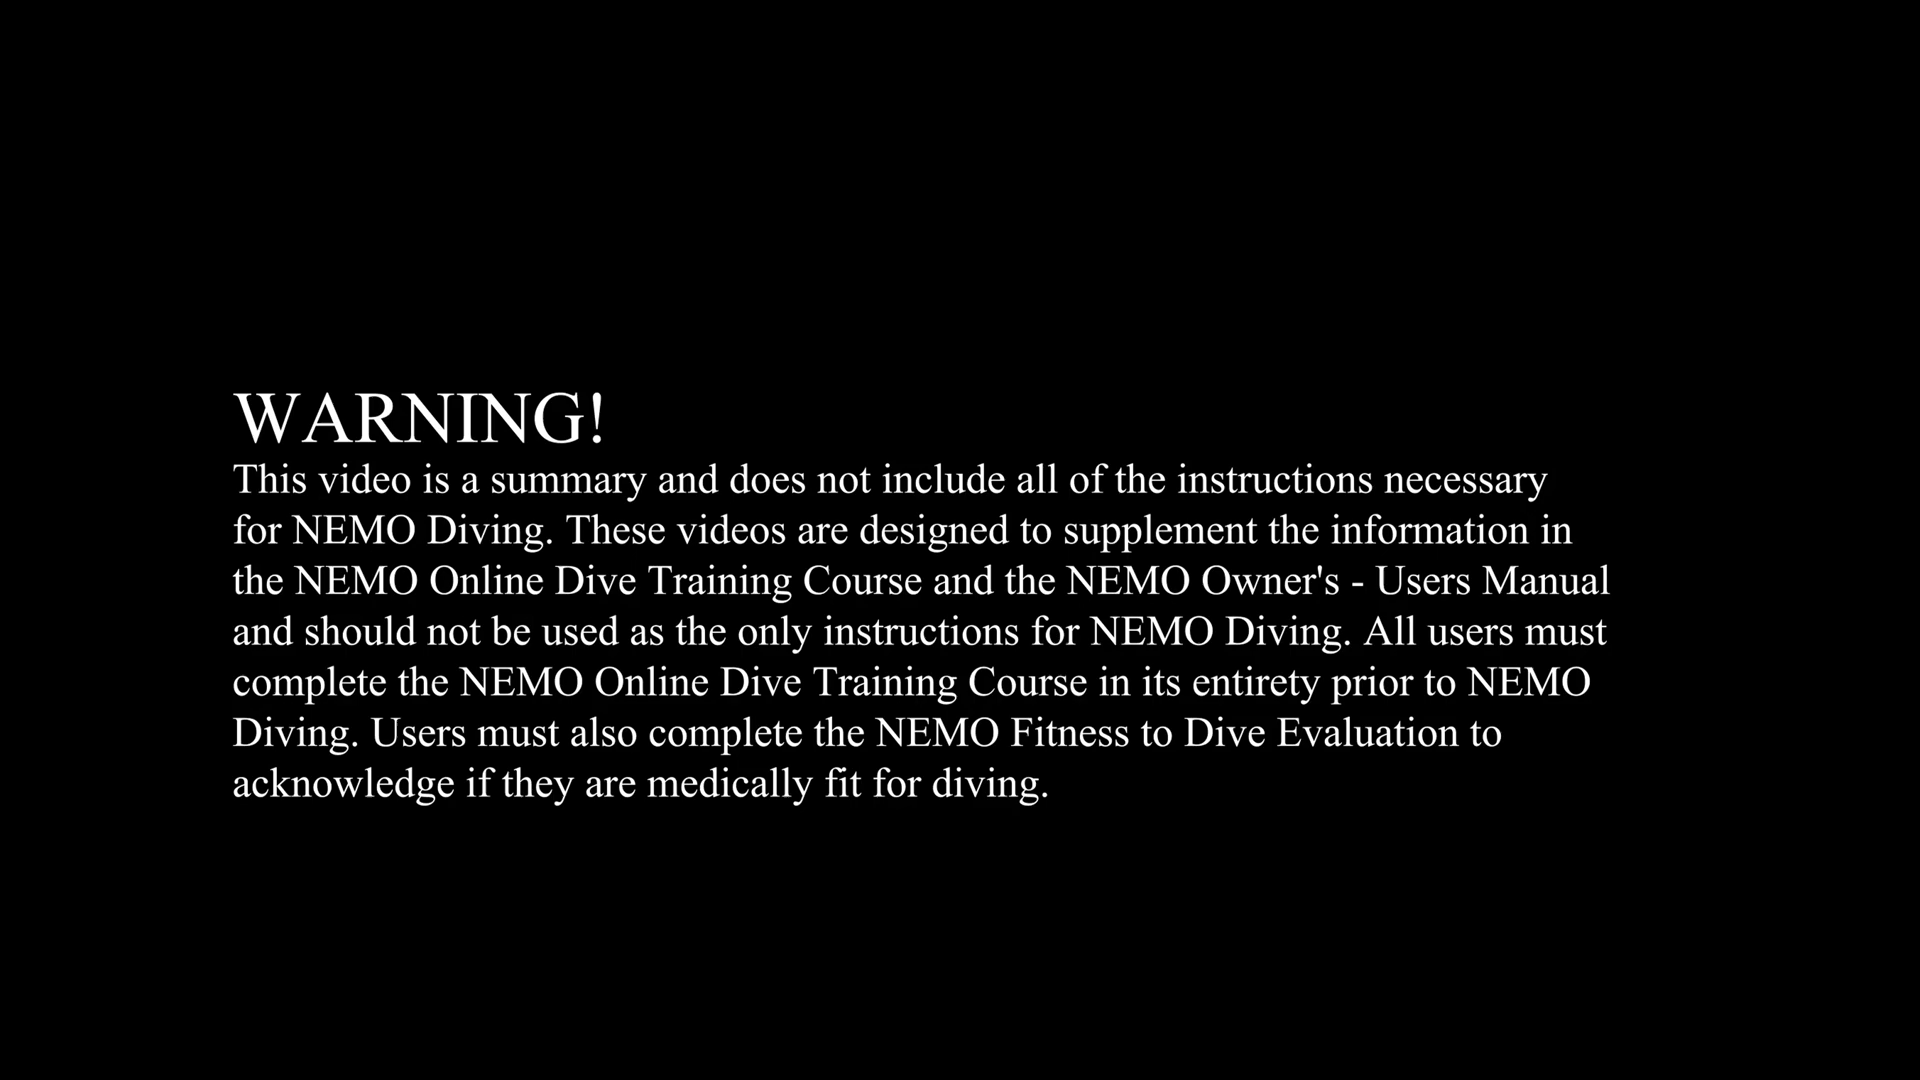 WARNING!
This video is a summary and does not include all of the instructions necessary
for NEMO Diving. These videos are designed to supplement the information in
the NEMO Online Dive Training Course and the NEMO Owner's - Users Manual
and should not be used as the only instructions for NEMO Diving. All users must
complete the NEMO Online Dive Training Course in its entirety prior to NEMO
Diving. Users must also complete the NEMO Fitness to Dive Evaluation to
acknowledge if they are medically fit for diving.